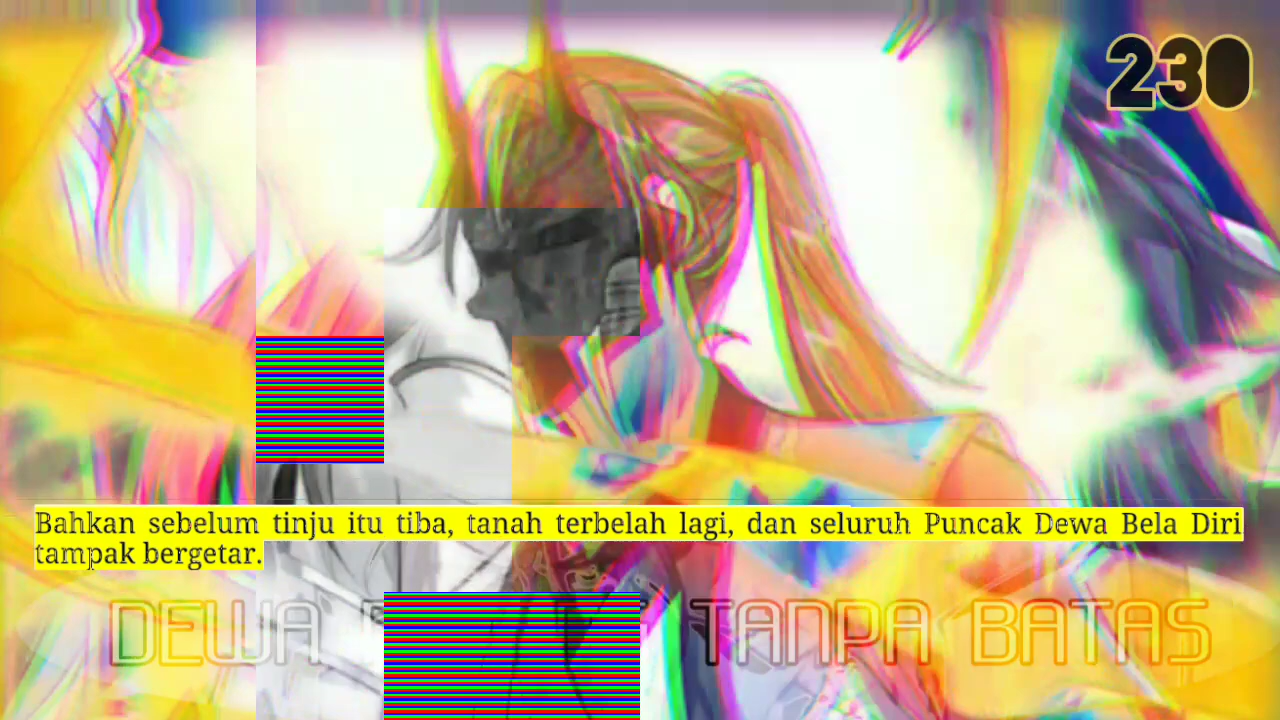 230
Bahkan sebelum tinju itu tiba, tanah terbelah lagi, dan seluruh Puncak Dewa Bela Diri
tampak bergetar.
DEWA TANPA BATAS